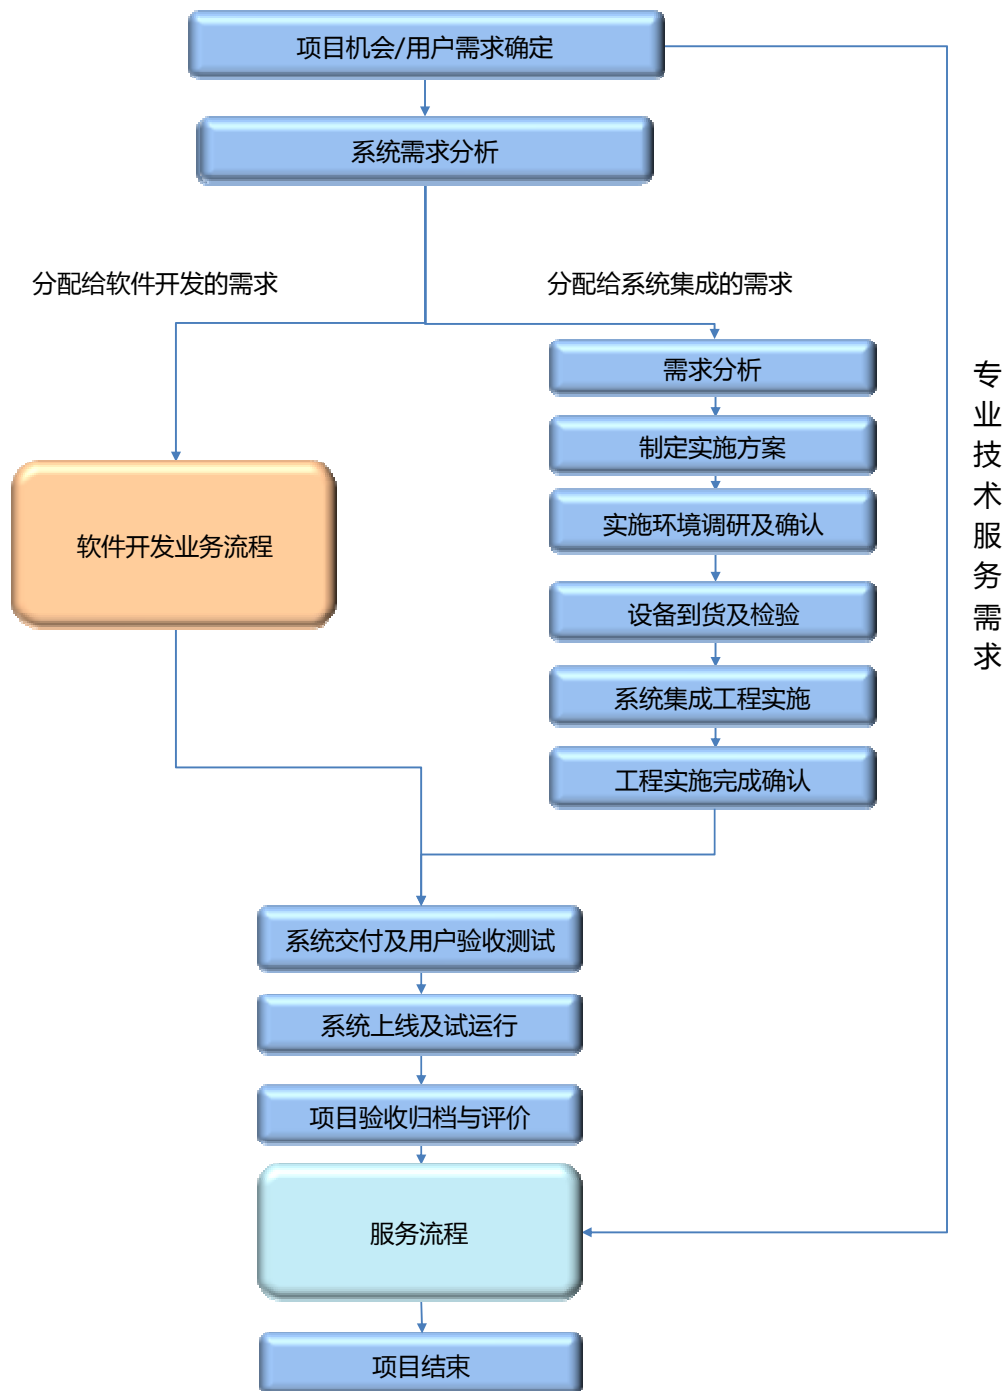 项目机会/用户需求确定
系统需求分析
分配给软件开发的需求
分配给系统集成的需求
需求分析
制定实施方案
实施环境调研及确认
设备到货及检验
系统集成工程实施
工程实施完成确认
软件开发业务流程
专业技术服务需求
系统交付及用户验收测试
系统上线及试运行
项目验收归档与评价
服务流程
项目结束